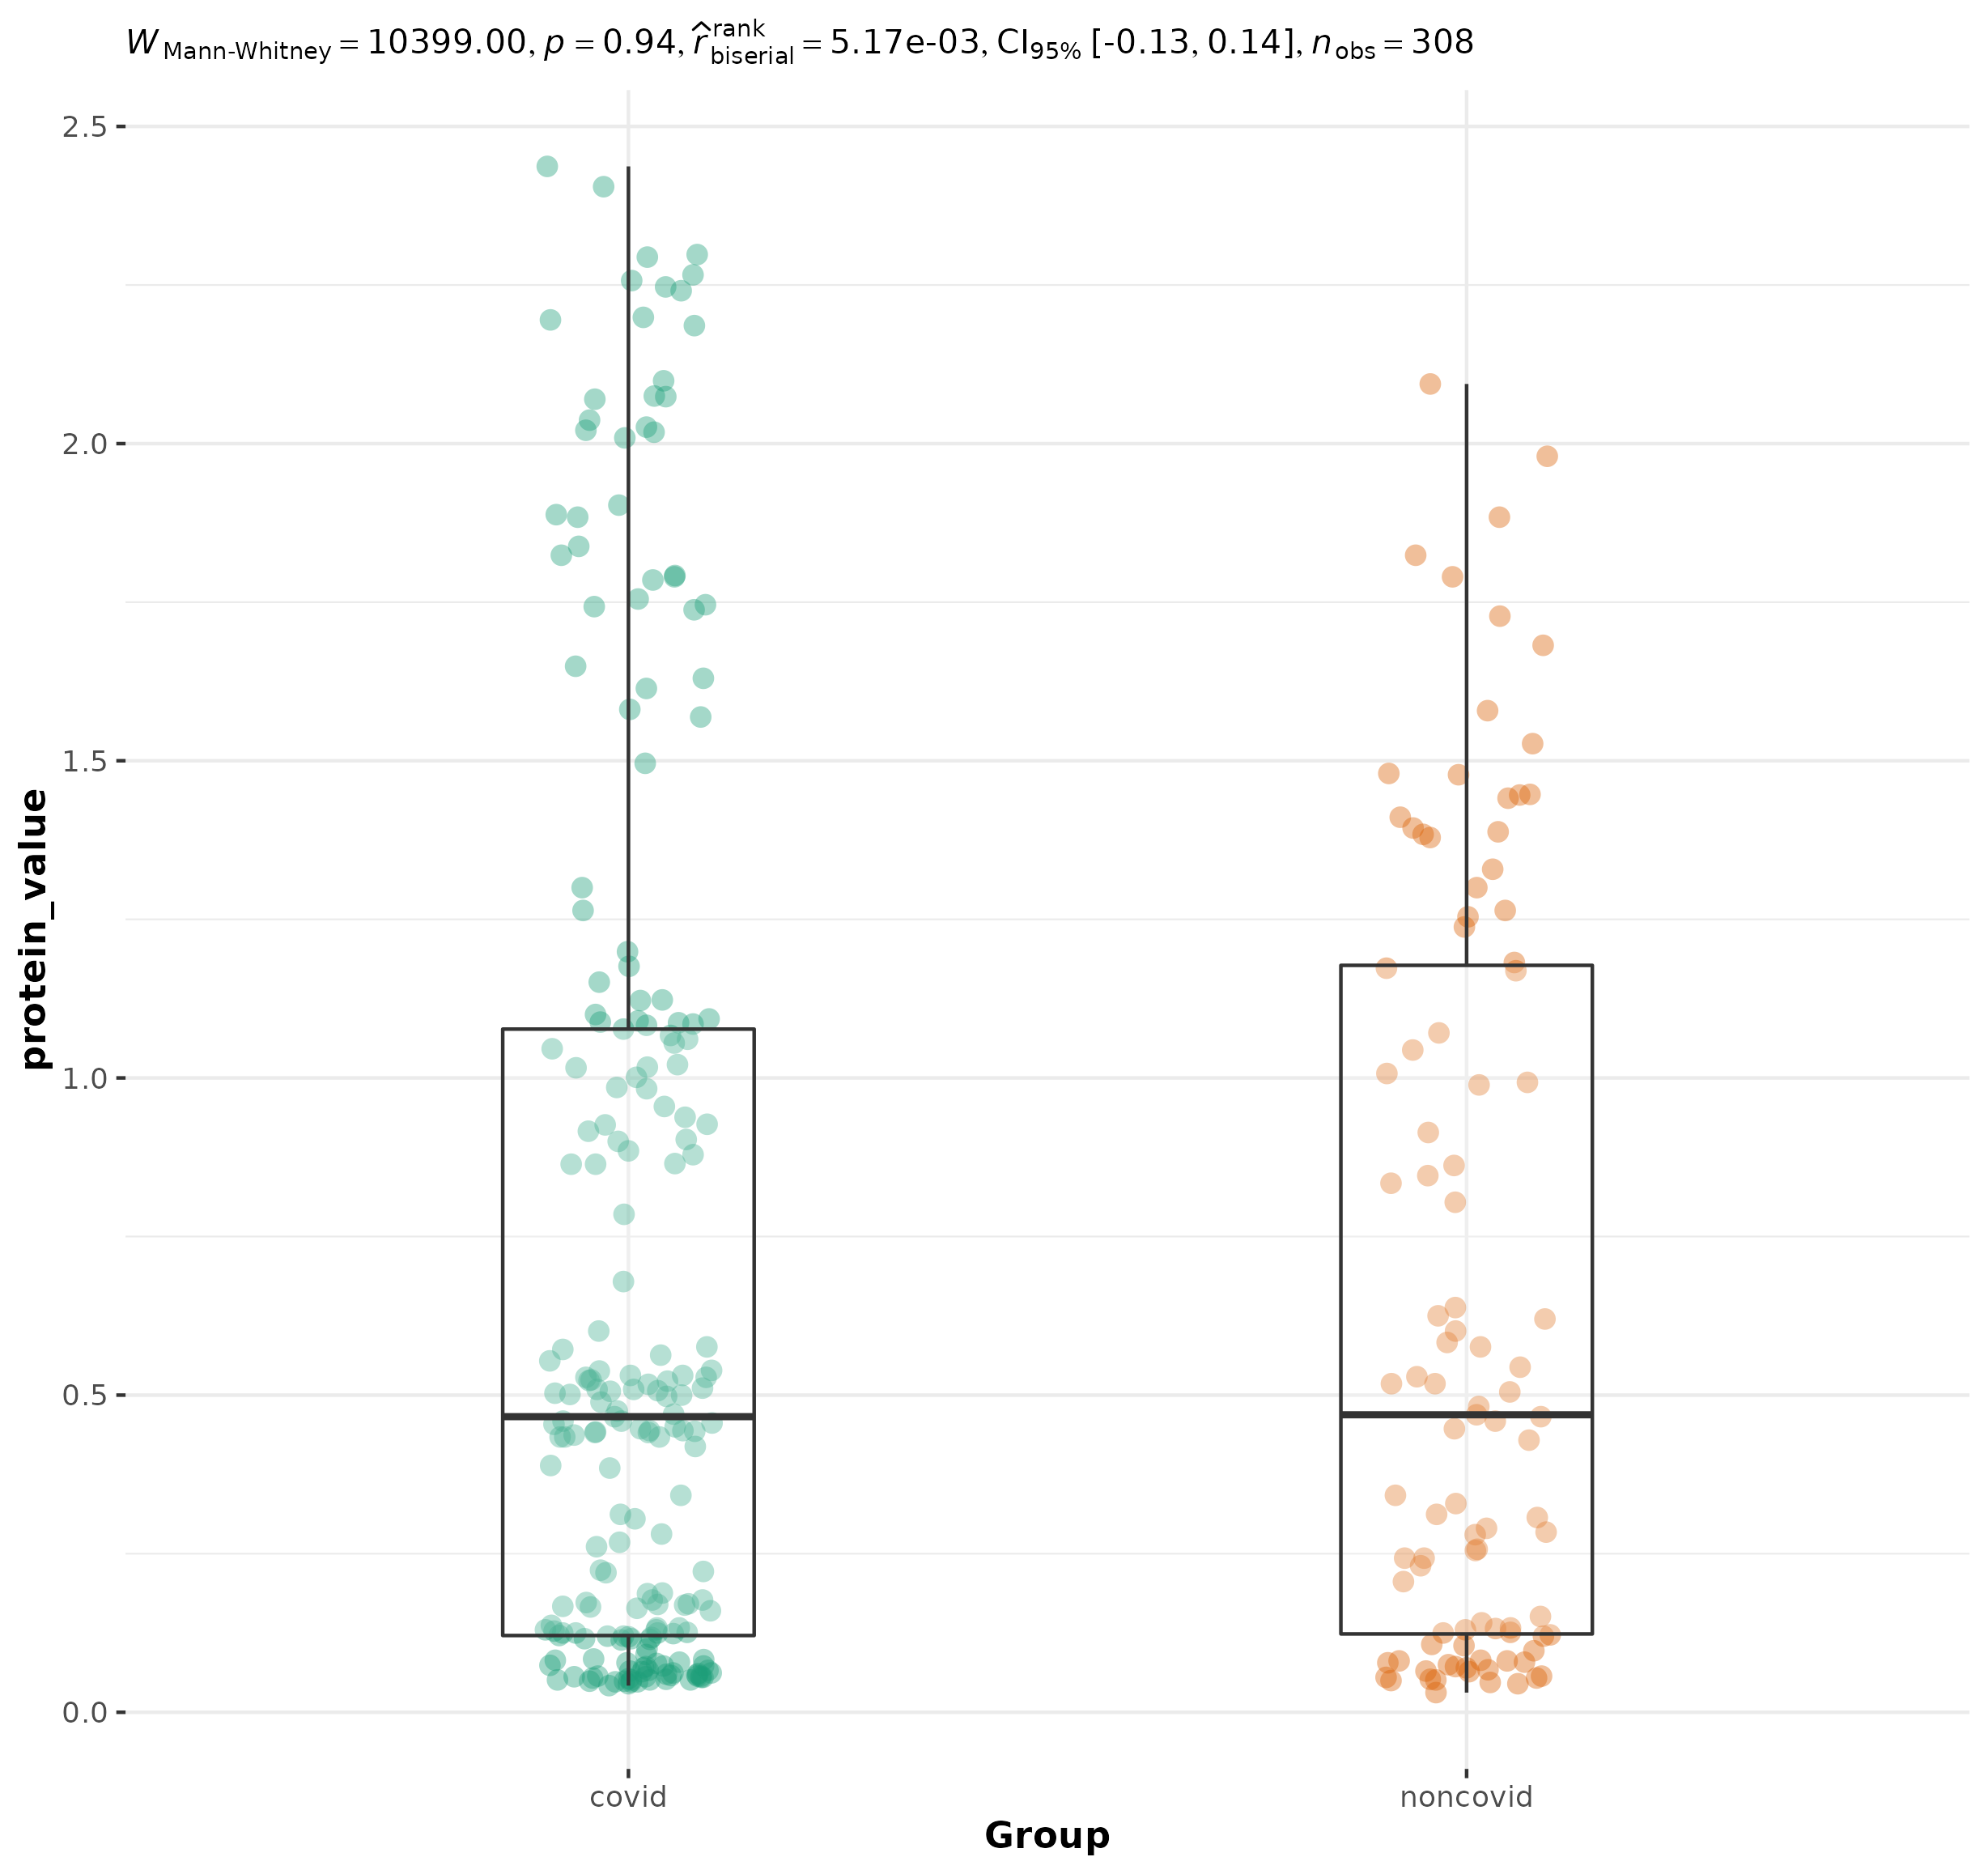 W Mann-Whitney = 10399.00, p = 0.94, r̂ rank biserial = 5.17e-03, CI95% [-0.13, 0.14], nobs = 308
2.5
2.0
1.5
1.0
0.5
0.0
protein_value
covid noncovid
Group